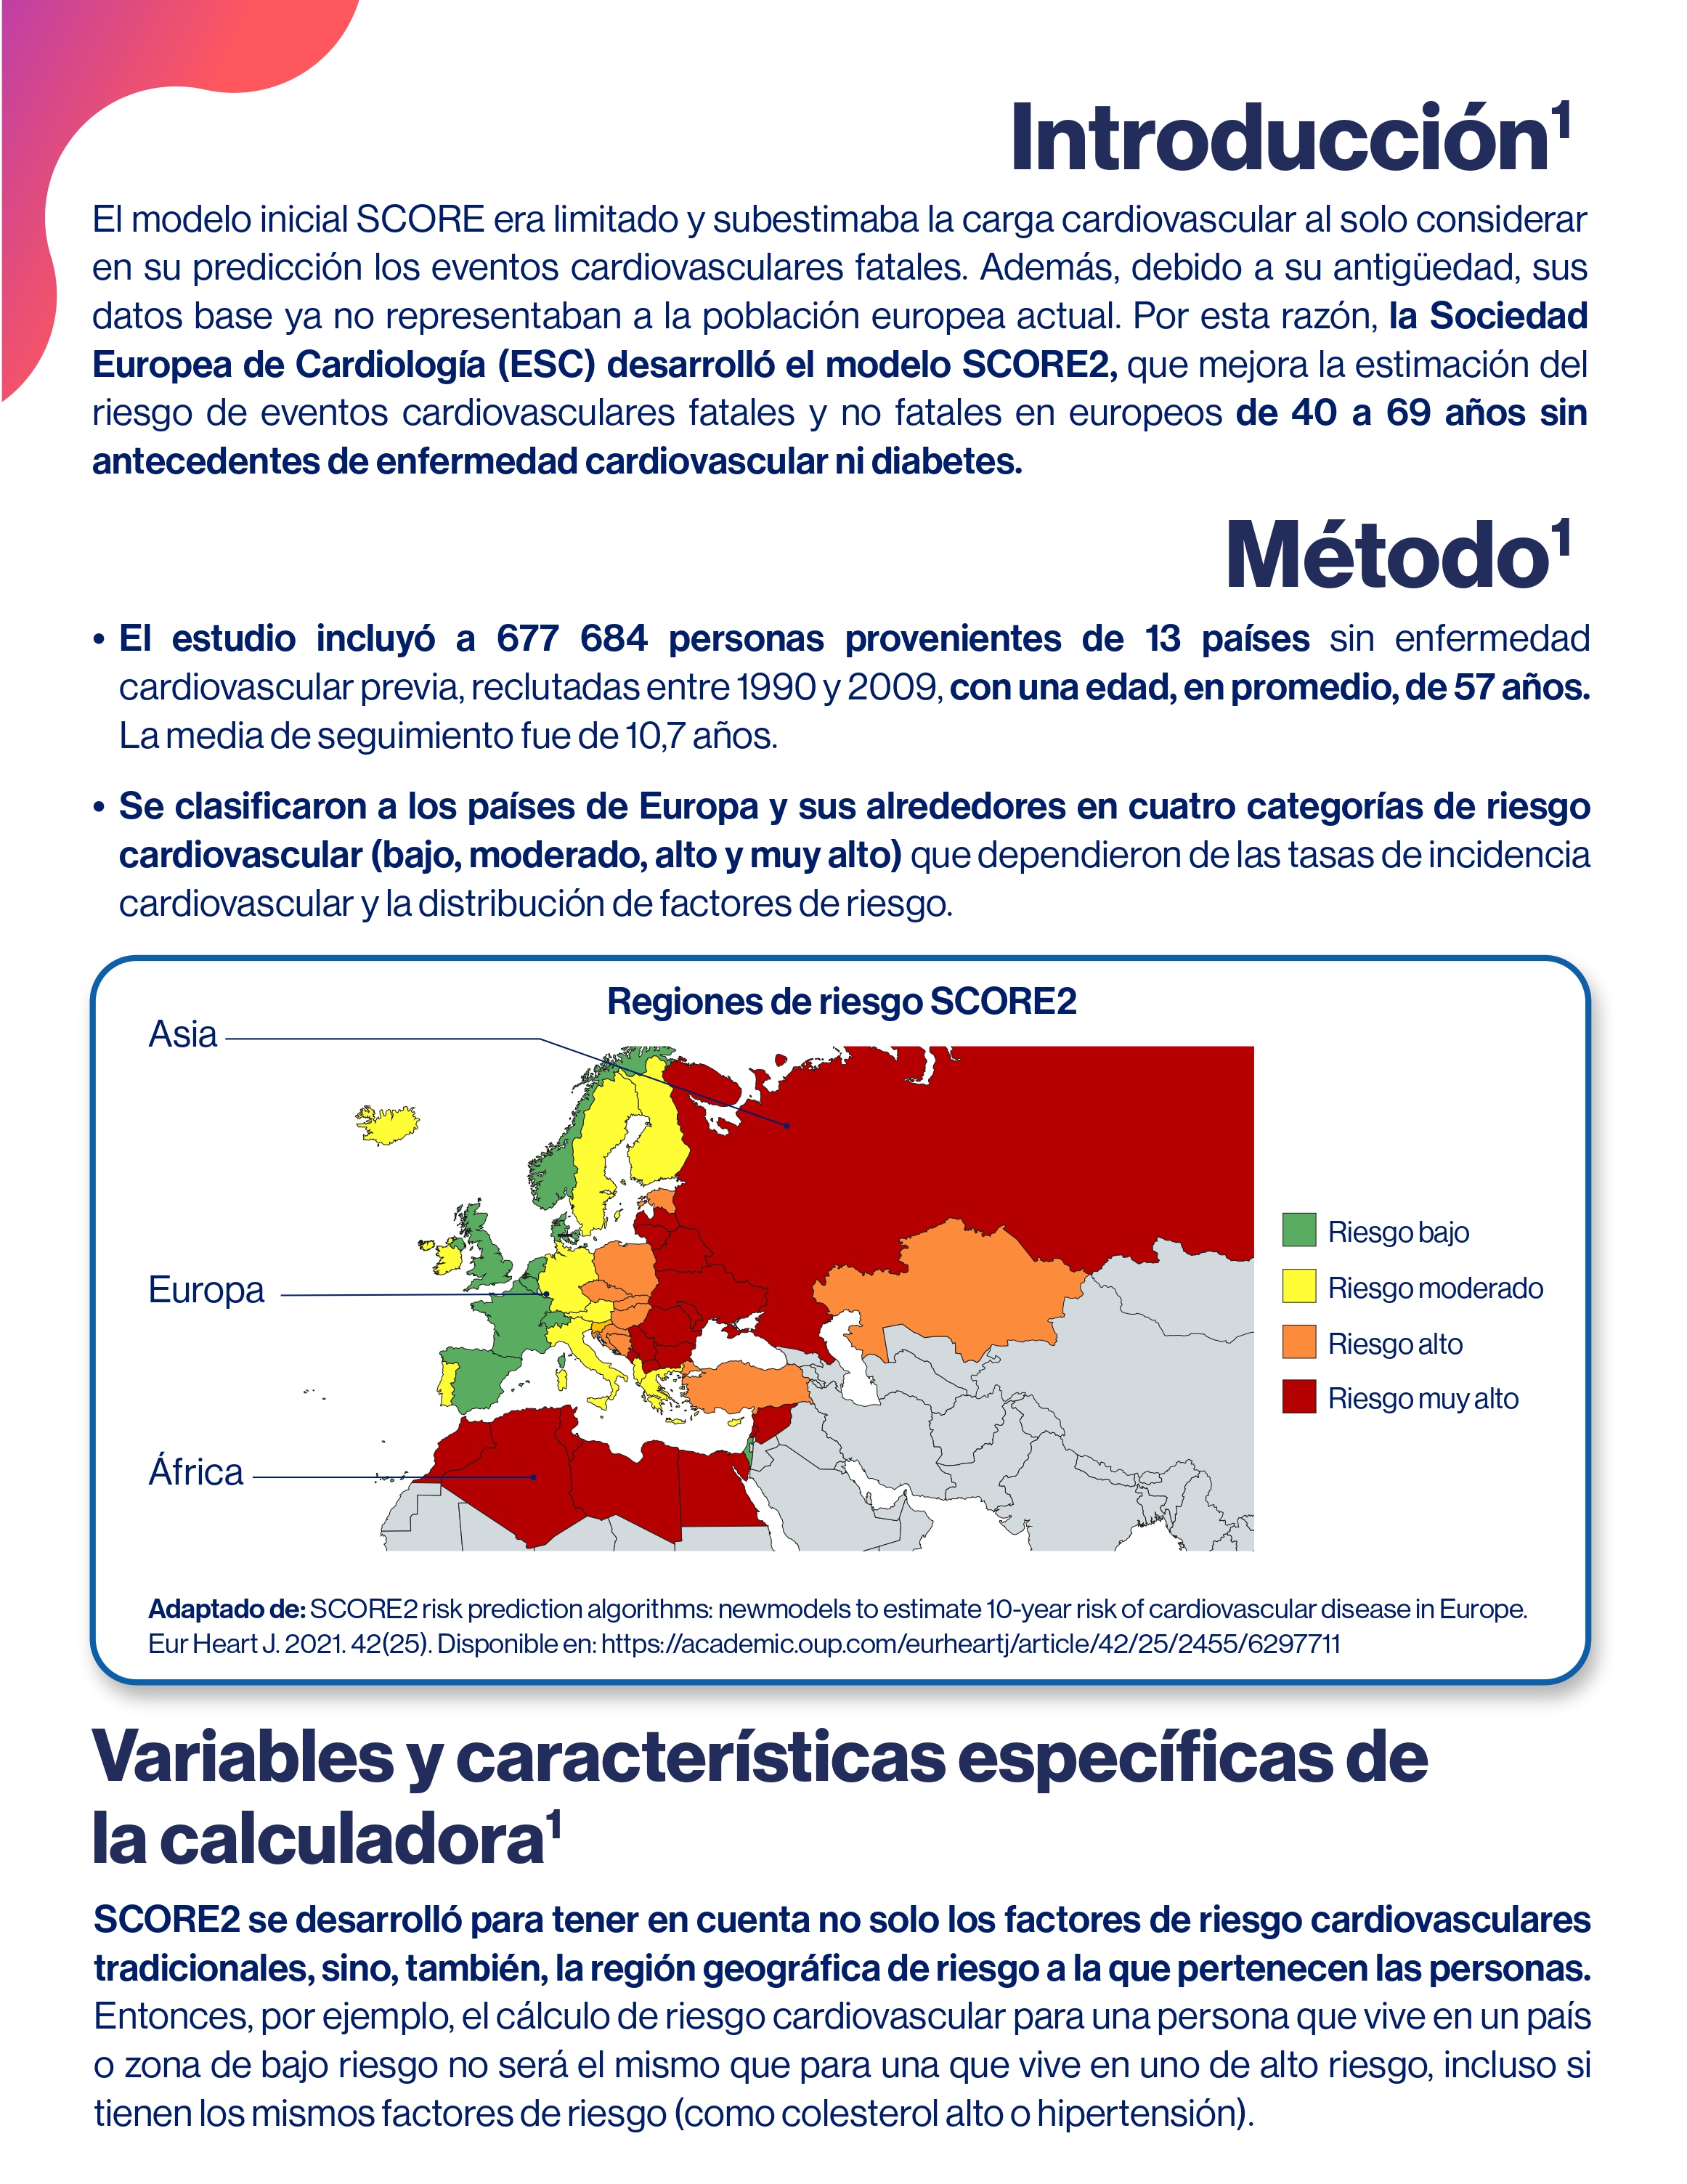 Introducción¹
El modelo inicial SCORE era limitado y subestimaba la carga cardiovascular al solo considerar
en su predicción los eventos cardiovasculares fatales. Además, debido a su antigüedad, sus
datos base ya no representaban a la población europea actual. Por esta razón, la Sociedad
Europea de Cardiología (ESC) desarrolló el modelo SCORE2, que mejora la estimación del
riesgo de eventos cardiovasculares fatales y no fatales en europeos de 40 a 69 años sin
antecedentes de enfermedad cardiovascular ni diabetes.
Método¹
• El estudio incluyó a 677 684 personas provenientes de 13 países sin enfermedad
cardiovascular previa, reclutadas entre 1990 y 2009, con una edad, en promedio, de 57 años.
La media de seguimiento fue de 10,7 años.
• Se clasificaron a los países de Europa y sus alrededores en cuatro categorías de riesgo
cardiovascular (bajo, moderado, alto y muy alto) que dependieron de las tasas de incidencia
cardiovascular y la distribución de factores de riesgo.
Regiones de riesgo SCORE2
Asia
Europa
África
Riesgo bajo
Riesgo moderado
Riesgo alto
Riesgo muy alto
Adaptado de: SCORE2 risk prediction algorithms: newmodels to estimate 10-year risk of cardiovascular disease in Europe.
Eur Heart J. 2021. 42(25). Disponible en: https://academic.oup.com/eurheartj/article/42/25/2455/6297711
Variables y características específicas de
la calculadora¹
SCORE2 se desarrolló para tener en cuenta no solo los factores de riesgo cardiovasculares
tradicionales, sino, también, la región geográfica de riesgo a la que pertenecen las personas.
Entonces, por ejemplo, el cálculo de riesgo cardiovascular para una persona que vive en un país
o zona de bajo riesgo no será el mismo que para una que vive en uno de alto riesgo, incluso si
tienen los mismos factores de riesgo (como colesterol alto o hipertensión).